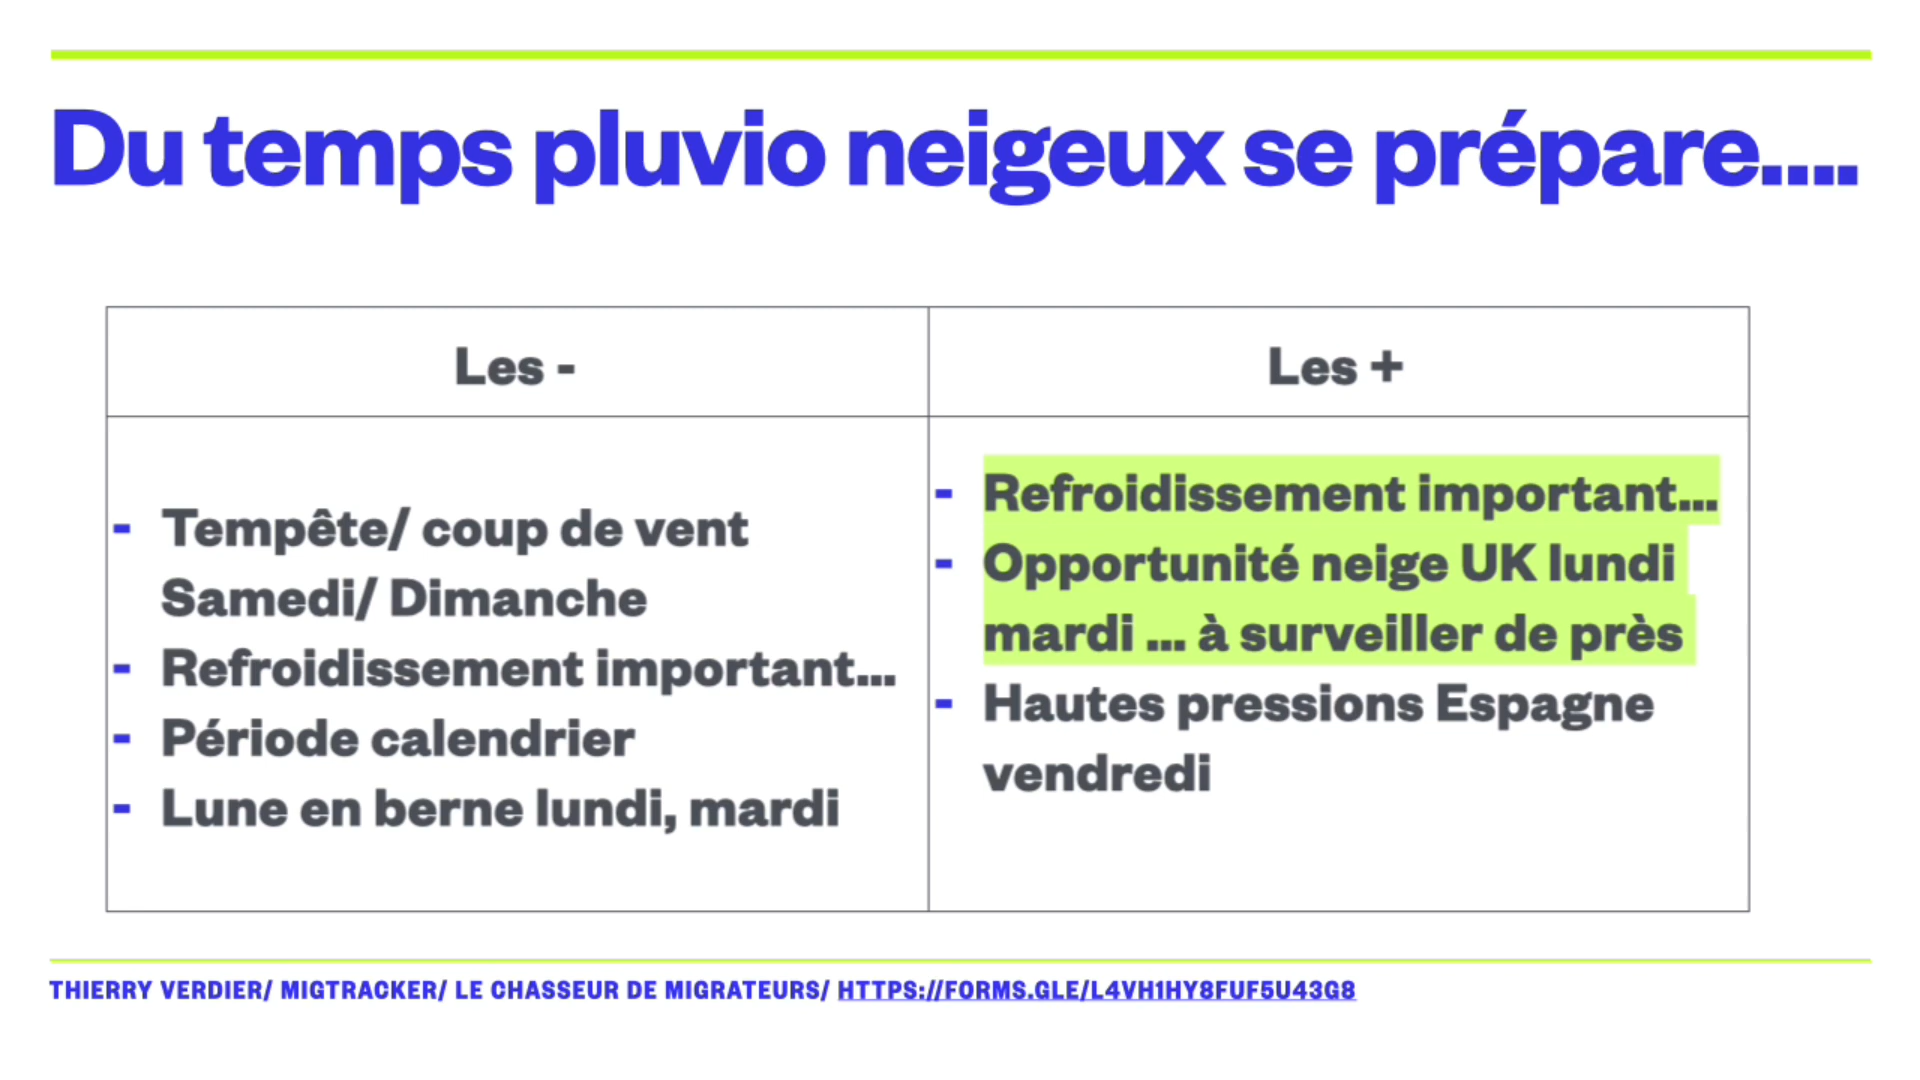 Du temps pluvio neigeux se prépare....
Les -
Les +
- Tempête/ coup de vent
Samedi/ Dimanche
- Refroidissement important...
- Période calendrier
- Lune en berne lundi, mardi
- Refroidissement important...
- Opportunité neige UK lundi
mardi ... à surveiller de près
- Hautes pressions Espagne
vendredi
THIERRY VERDIER/ MIGTRACKER/ LE CHASSEUR DE MIGRATEURS/ HTTPS://FORMS.GLE/L4VH1HY8FUF5U43G8